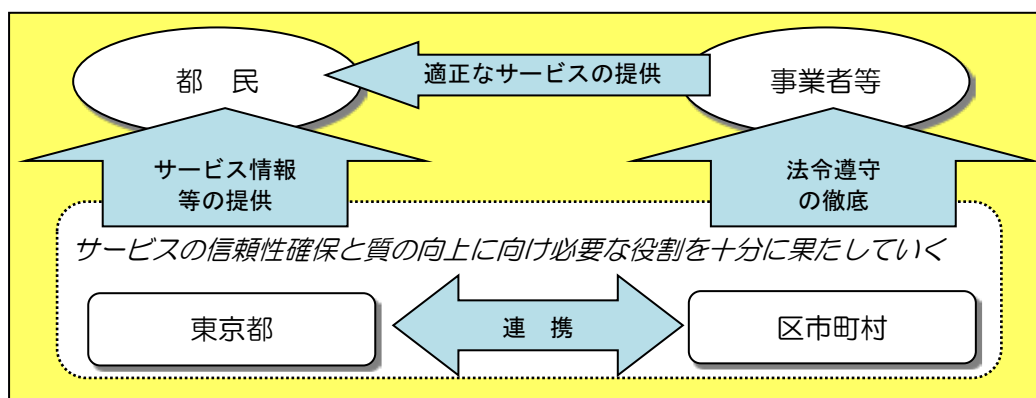 都　民
適正なサービスの提供
事業者等
サービス情報
等の提供
法令遵守
の徹底
サービスの信頼性確保と質の向上に向け必要な役割を十分に果たしていく
東京都
連　携
区市町村